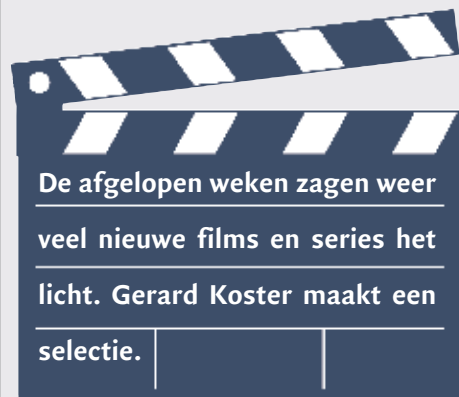 De afgelopen weken zagen weer
veel nieuwe films en series het
licht. Gerard Koster maakt een
selectie.